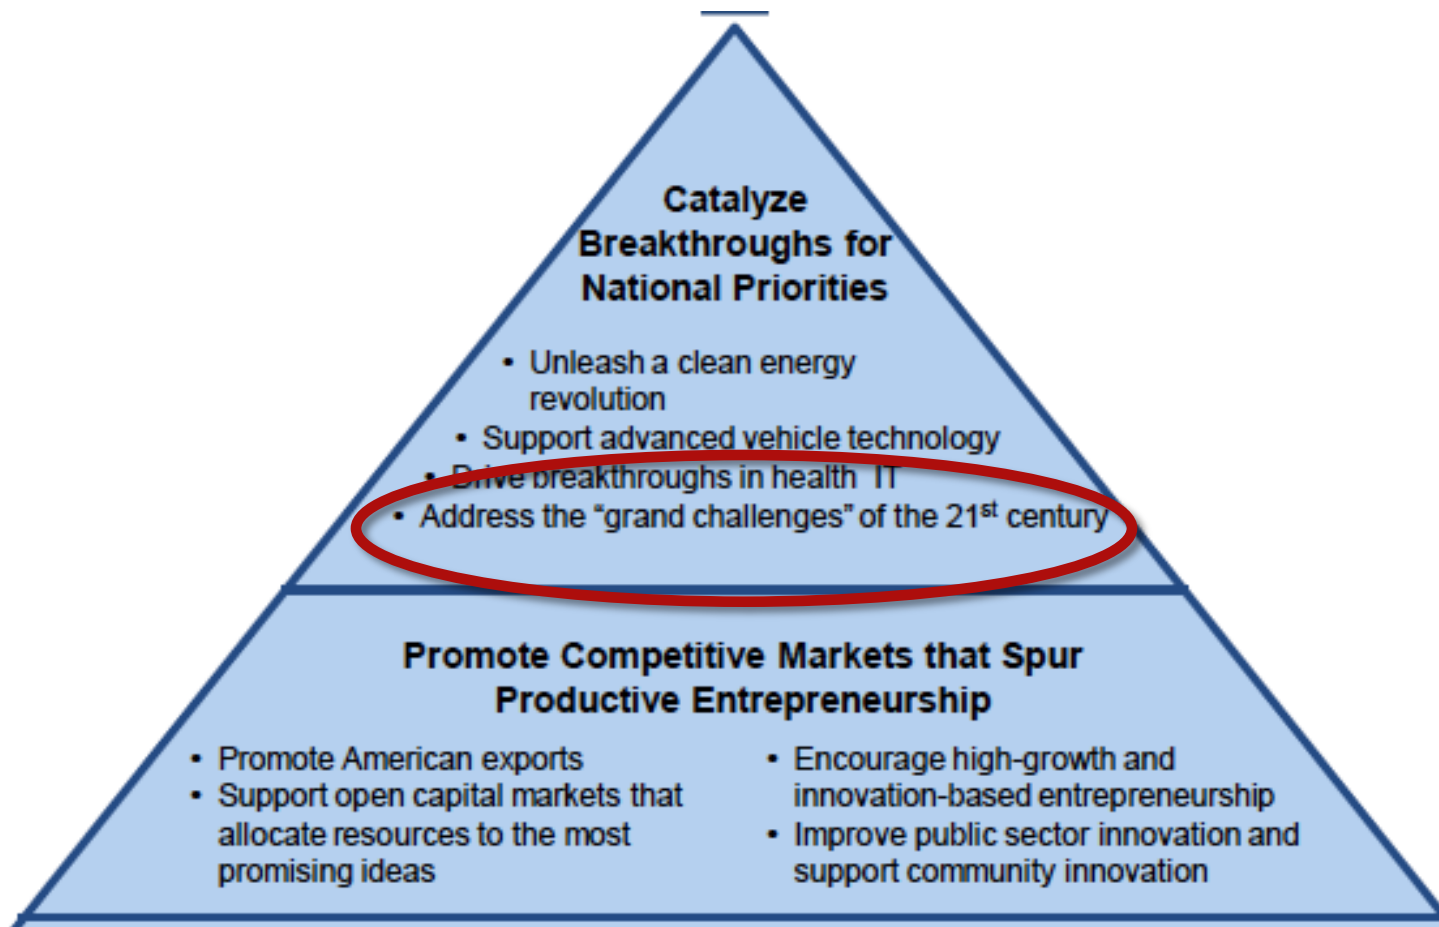 Catalyze
Breakthroughs for
National Priorities
• Unleash a clean energy
revolution
• Support advanced vehicle technology
• Drive breakthroughs in health IT
• Address the “grand challenges” of the 21st century
Promote Competitive Markets that Spur
Productive Entrepreneurship
• Promote American exports
• Support open capital markets that
allocate resources to the most
promising ideas
• Encourage high-growth and
innovation-based entrepreneurship
• Improve public sector innovation and
support community innovation